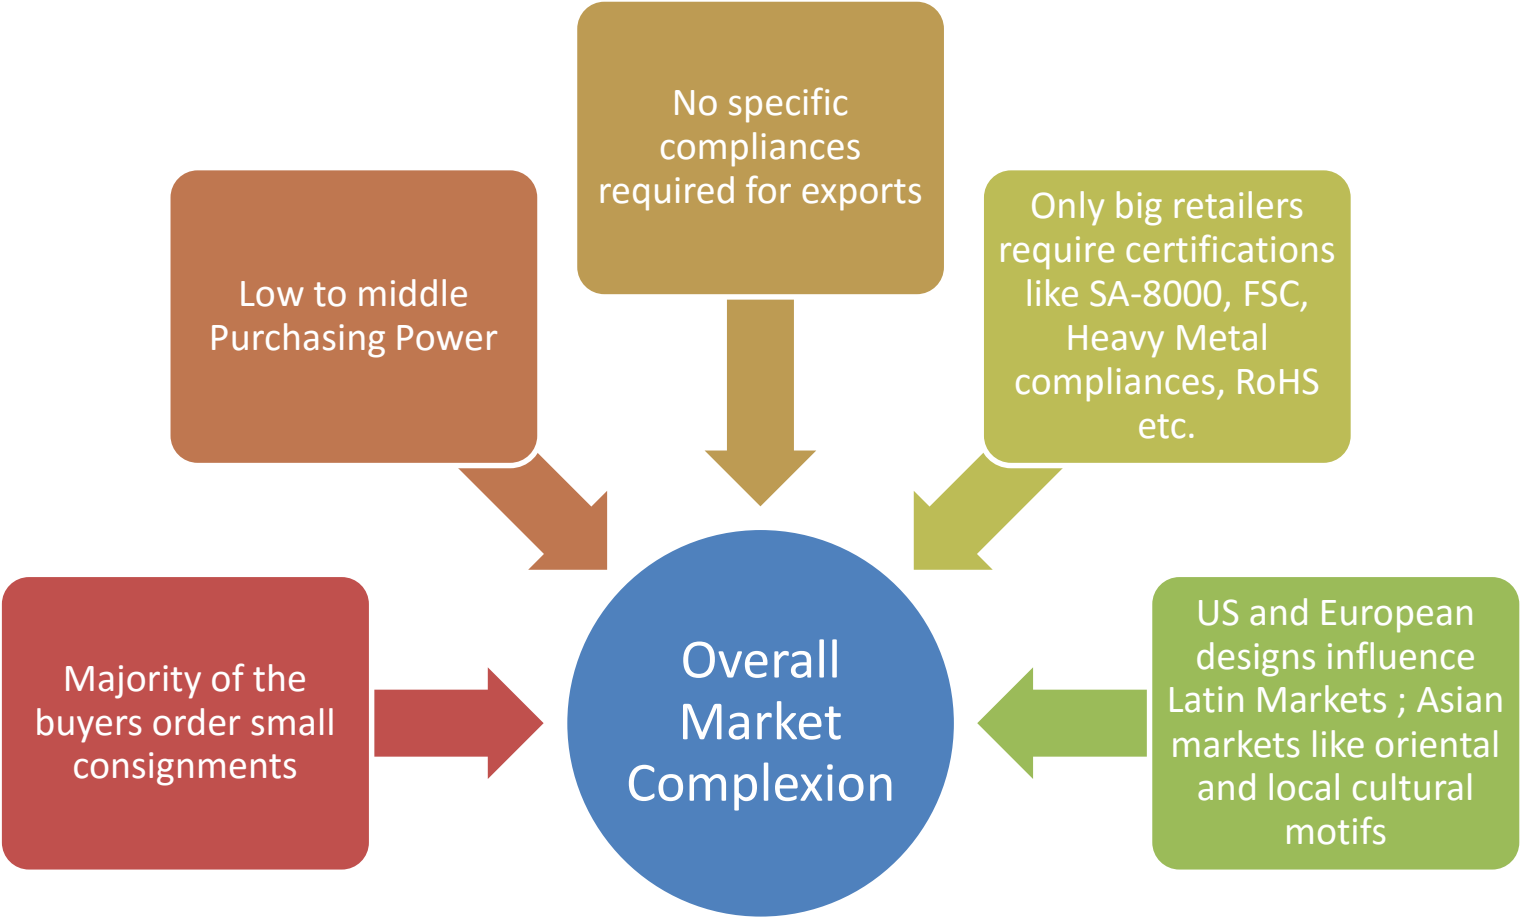 No specific
compliances
required for exports
Low to middle
Purchasing Power
Only big retailers
require certifications
like SA-8000, FSC,
Heavy Metal
compliances, RoHS
etc.
Majority of the
buyers order small
consignments
US and European
designs influence
Latin Markets ; Asian
markets like oriental
and local cultural
motifs
Overall
Market
Complexion